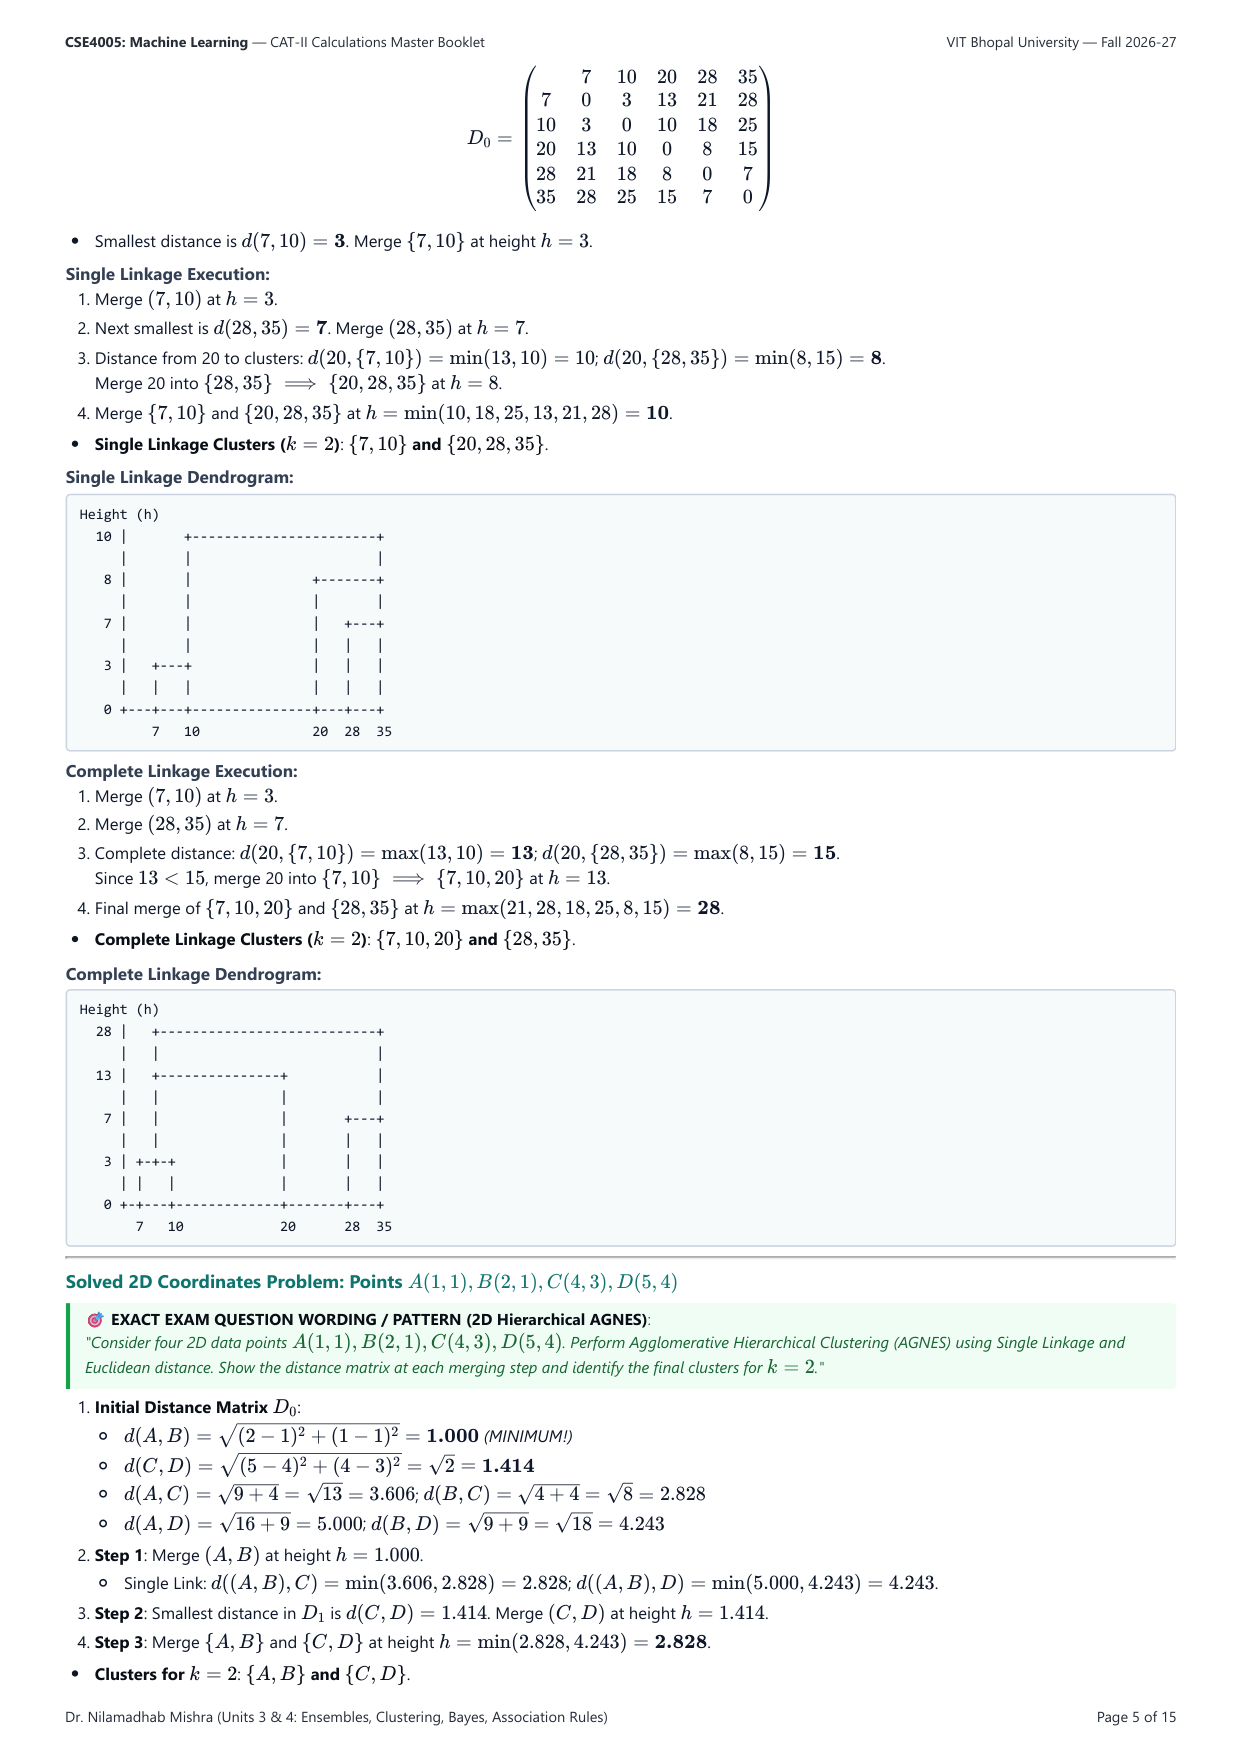 CSE4005: Machine Learning — CAT-II Calculations Master Booklet
VIT Bhopal University — Fall 2026-27
7 10 20 28 35
7 0 3 13 21 28
10 3 0 10 18 25
D₀ =
20 13 10 0 8 15
28 21 18 8 0 7
35 28 25 15 7 0
• Smallest distance is d(7, 10) = 3. Merge {7, 10} at height h = 3.
Single Linkage Execution:
1. Merge (7, 10) at h = 3.
2. Next smallest is d(28, 35) = 7. Merge (28, 35) at h = 7.
3. Distance from 20 to clusters: d(20, {7, 10}) = min(13, 10) = 10; d(20, {28, 35}) = min(8, 15) = 8.
Merge 20 into {28, 35} ⟹ {20, 28, 35} at h = 8.
4. Merge {7, 10} and {20, 28, 35} at h = min(10, 18, 25, 13, 21, 28) = 10.
• Single Linkage Clusters (k = 2): {7, 10} and {20, 28, 35}.
Single Linkage Dendrogram:
Height (h)
  10 |       +-----------------------+
     |       |                       |
   8 |       |               +-------+
     |       |               |       |
   7 |       |               |   +---+
     |       |               |   |   |
   3 |   +---+               |   |   |
     |   |   |               |   |   |
   0 +---+---+---------------+---+---+
         7   10              20  28  35
Complete Linkage Execution:
1. Merge (7, 10) at h = 3.
2. Merge (28, 35) at h = 7.
3. Complete distance: d(20, {7, 10}) = max(13, 10) = 13; d(20, {28, 35}) = max(8, 15) = 15.
Since 13 < 15, merge 20 into {7, 10} ⟹ {7, 10, 20} at h = 13.
4. Final merge of {7, 10, 20} and {28, 35} at h = max(21, 28, 18, 25, 8, 15) = 28.
• Complete Linkage Clusters (k = 2): {7, 10, 20} and {28, 35}.
Complete Linkage Dendrogram:
Height (h)
  28 |   +---------------------------+
     |   |                           |
  13 |   +---------------+           |
     |   |               |           |
   7 |   |               |       +---+
     |   |               |       |   |
   3 | +-+-+             |       |   |
     | |   |             |       |   |
   0 +-+---+-------------+-------+---+
       7   10            20      28  35
Solved 2D Coordinates Problem: Points A(1, 1), B(2, 1), C(4, 3), D(5, 4)
🎯 EXACT EXAM QUESTION WORDING / PATTERN (2D Hierarchical AGNES):
"Consider four 2D data points A(1, 1), B(2, 1), C(4, 3), D(5, 4). Perform Agglomerative Hierarchical Clustering (AGNES) using Single Linkage and
Euclidean distance. Show the distance matrix at each merging step and identify the final clusters for k = 2."
1. Initial Distance Matrix D₀:
○ d(A, B) = √((2 − 1)² + (1 − 1)²) = 1.000 (MINIMUM!)
○ d(C, D) = √((5 − 4)² + (4 − 3)²) = √2 = 1.414
○ d(A, C) = √(9 + 4) = √13 = 3.606; d(B, C) = √(4 + 4) = √8 = 2.828
○ d(A, D) = √(16 + 9) = 5.000; d(B, D) = √(9 + 9) = √18 = 4.243
2. Step 1: Merge (A, B) at height h = 1.000.
○ Single Link: d((A, B), C) = min(3.606, 2.828) = 2.828; d((A, B), D) = min(5.000, 4.243) = 4.243.
3. Step 2: Smallest distance in D₁ is d(C, D) = 1.414. Merge (C, D) at height h = 1.414.
4. Step 3: Merge {A, B} and {C, D} at height h = min(2.828, 4.243) = 2.828.
• Clusters for k = 2: {A, B} and {C, D}.
Dr. Nilamadhab Mishra (Units 3 & 4: Ensembles, Clustering, Bayes, Association Rules)
Page 5 of 15